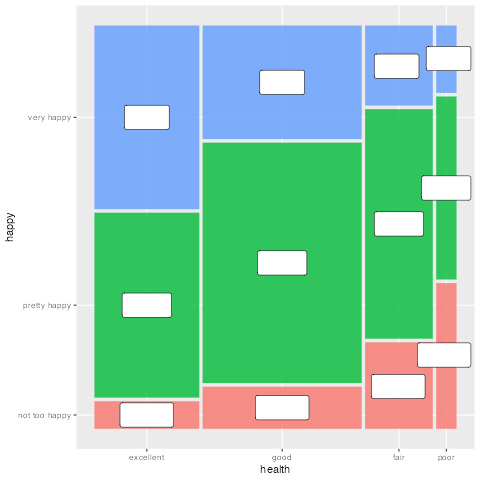 very happy
pretty happy
not too happy
happy
excellent
good
fair
poor
health